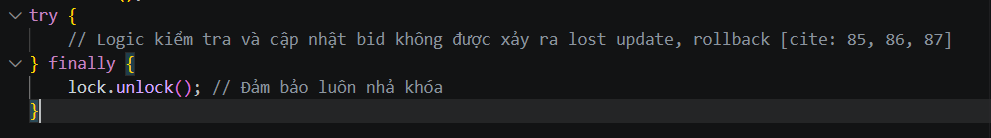 try {
// Logic kiểm tra và cập nhật bid không được xảy ra lost update, rollback [cite: 85, 86, 87]
} finally {
lock.unlock(); // Đảm bảo luôn nhả khóa
}